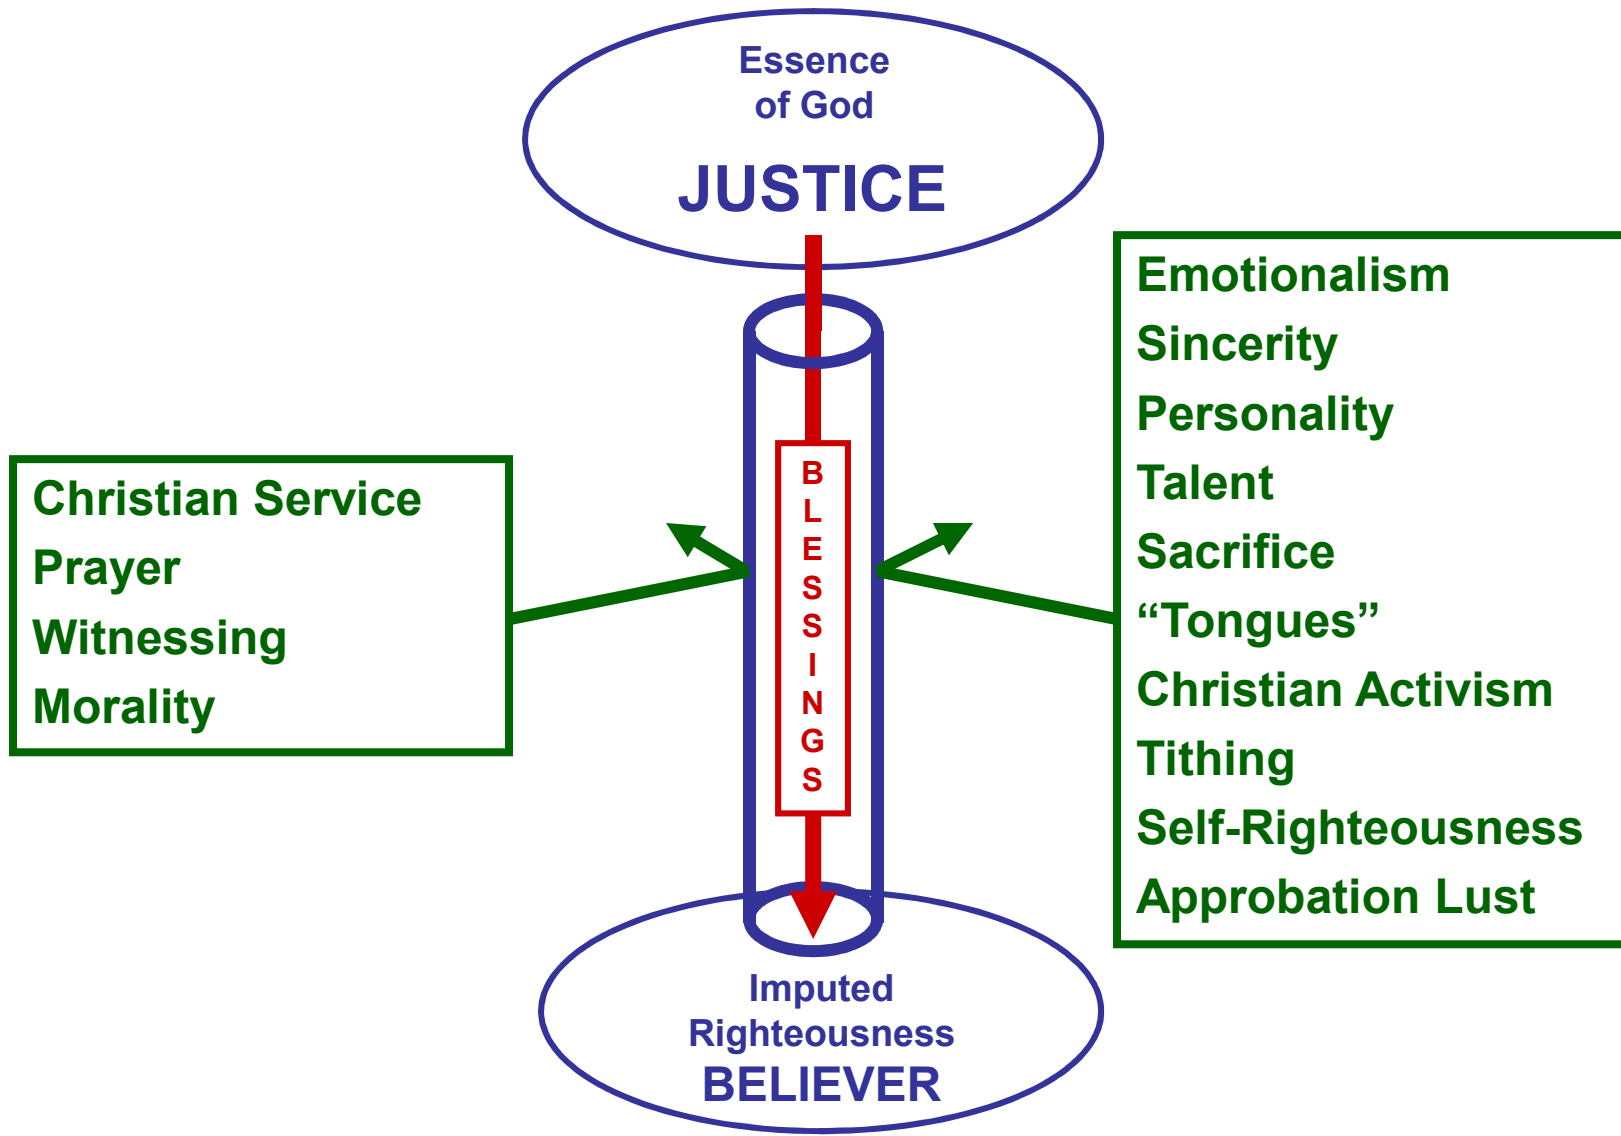 Essence
of God
JUSTICE
Christian Service
Prayer
Witnessing
Morality
BLESSINGS
Emotionalism
Sincerity
Personality
Talent
Sacrifice
“Tongues”
Christian Activism
Tithing
Self-Righteousness
Approbation Lust
Imputed
Righteousness
BELIEVER